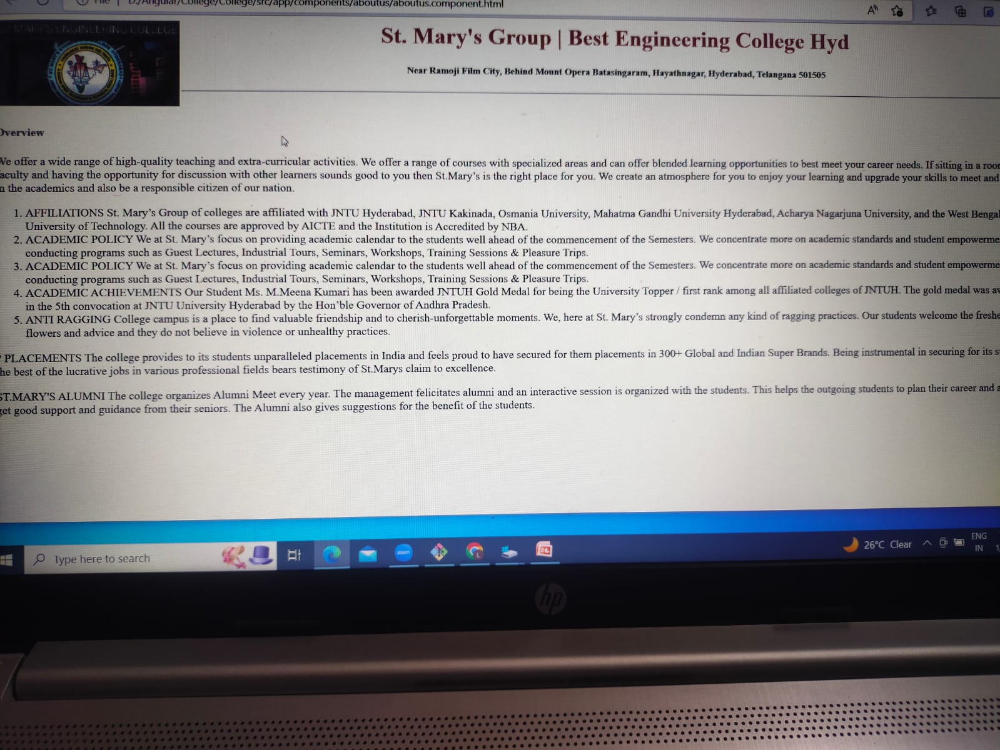 D:/Angular/College/College/src/app/components/aboutus/aboutus.component.html
MARY'S ENGINEERING COLLEGE
St. Mary's Group | Best Engineering College Hyd
Near Ramoji Film City, Behind Mount Opera Batasingaram, Hayathnagar, Hyderabad, Telangana 501505
Overview
We offer a wide range of high-quality teaching and extra-curricular activities. We offer a range of courses with specialized areas and can offer blended learning opportunities to best meet your career needs. If sitting in a
faculty and having the opportunity for discussion with other learners sounds good to you then St.Mary’s is the right place for you. We create an atmosphere for you to enjoy your learning and upgrade your skills to meet and
the academics and also be a responsible citizen of our nation.
1. AFFILIATIONS St. Mary’s Group of colleges are affiliated with JNTU Hyderabad, JNTU Kakinada, Osmania University, Mahatma Gandhi University Hyderabad, Acharya Nagarjuna University, and the West Bengal
University of Technology. All the courses are approved by AICTE and the Institution is Accredited by NBA.
2. ACADEMIC POLICY We at St. Mary’s focus on providing academic calendar to the students well ahead of the commencement of the Semesters. We concentrate more on academic standards and student
conducting programs such as Guest Lectures, Industrial Tours, Seminars, Workshops, Training Sessions & Pleasure Trips.
3. ACADEMIC POLICY We at St. Mary’s focus on providing academic calendar to the students well ahead of the commencement of the Semesters. We concentrate more on academic standards and student
conducting programs such as Guest Lectures, Industrial Tours, Seminars, Workshops, Training Sessions & Pleasure Trips.
4. ACADEMIC ACHIEVEMENTS Our Student Ms. M.Meena Kumari has been awarded JNTUH Gold Medal for being the University Topper / first rank among all affiliated colleges of JNTUH. The gold medal was
in the 5th convocation at JNTU University Hyderabad by the Hon’ble Governor of Andhra Pradesh.
5. ANTI RAGGING College campus is a place to find valuable friendship and to cherish-unforgettable moments. We, here at St. Mary’s strongly condemn any kind of ragging practices. Our students welcome the
flowers and advice and they do not believe in violence or unhealthy practices.
PLACEMENTS The college provides to its students unparalleled placements in India and feels proud to have secured for them placements in 300+ Global and Indian Super Brands. Being instrumental in securing for its
the best of the lucrative jobs in various professional fields bears testimony of St.Marys claim to excellence.
ST.MARY'S ALUMNI The college organizes Alumni Meet every year. The management felicitates alumni and an interactive session is organized with the students. This helps the outgoing students to plan their career and
get good support and guidance from their seniors. The Alumni also gives suggestions for the benefit of the students.
Type here to search
zoom
26°C Clear
ENG
IN
hp